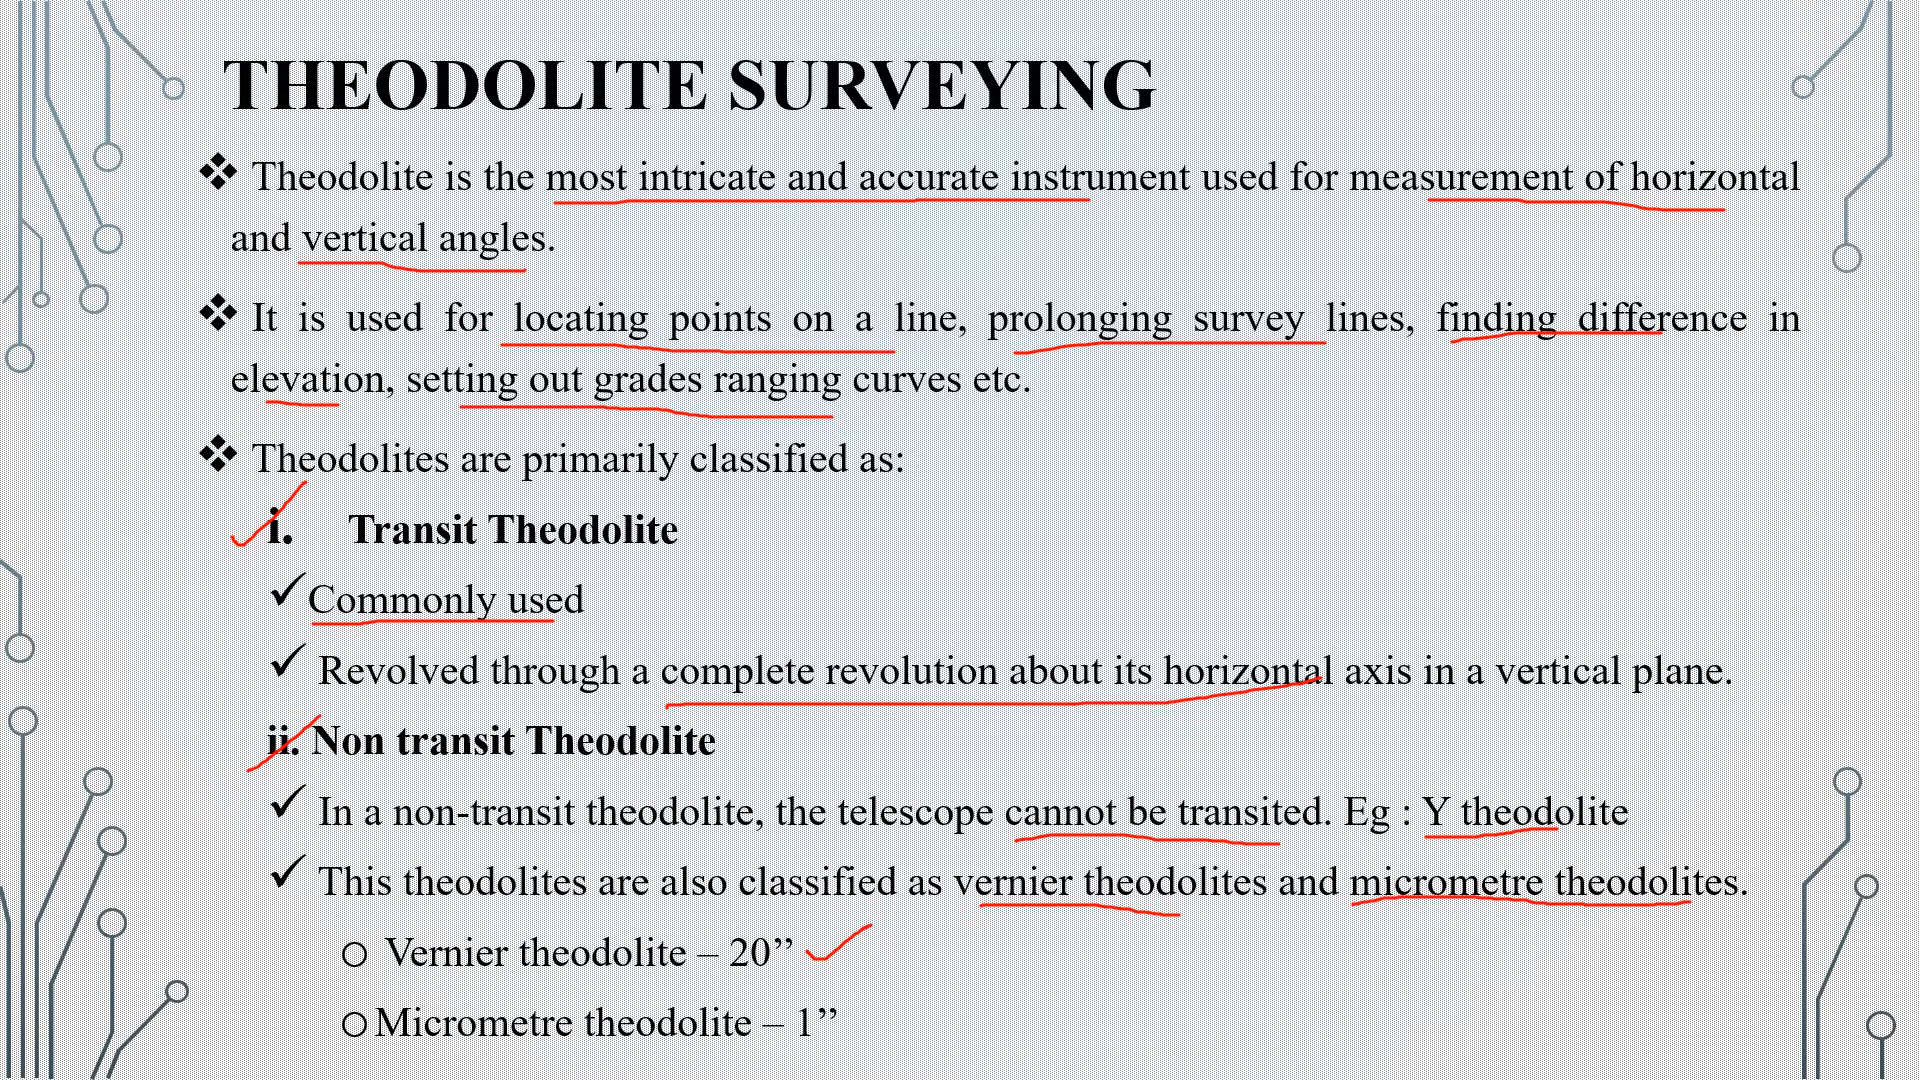 THEODOLITE SURVEYING
❖ Theodolite is the most intricate and accurate instrument used for measurement of horizontal
and vertical angles.
❖ It is used for locating points on a line, prolonging survey lines, finding difference in
elevation, setting out grades ranging curves etc.
❖ Theodolites are primarily classified as:
i. Transit Theodolite
✓ Commonly used
✓ Revolved through a complete revolution about its horizontal axis in a vertical plane.
ii. Non transit Theodolite
✓ In a non-transit theodolite, the telescope cannot be transited. Eg : Y theodolite
✓ This theodolites are also classified as vernier theodolites and micrometre theodolites.
o Vernier theodolite – 20”
o Micrometre theodolite – 1”